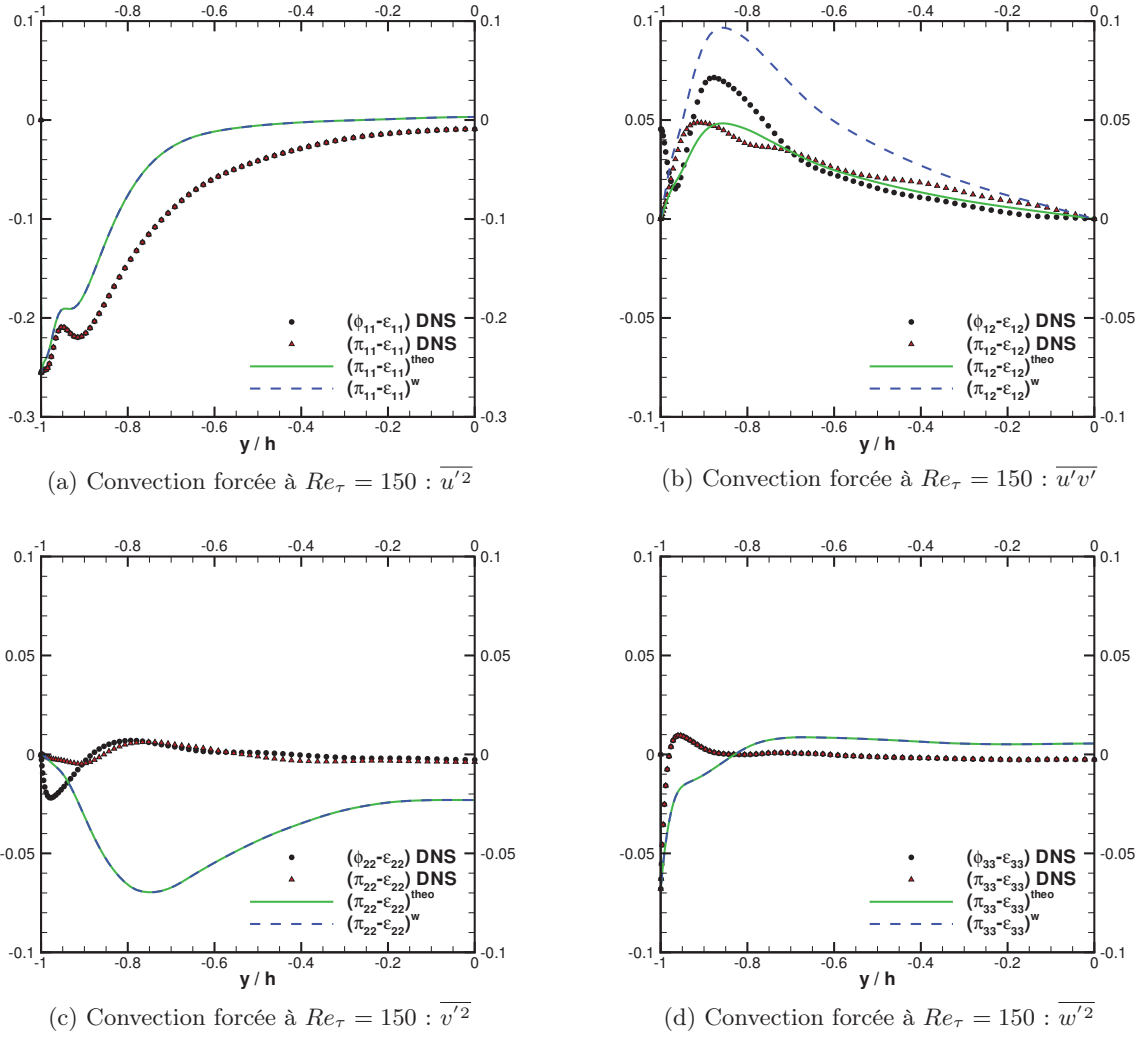 -1 -0.8 -0.6 -0.4 -0.2 0
0.1 0.1
0 0
-0.1 -0.1
-0.2 -0.2
-0.3 -0.3
(ϕ11-ε11) DNS
(π11-ε11) DNS
(π11-ε11)theo
(π11-ε11)w
-1 -0.8 -0.6 -0.4 -0.2 0
y / h
(a) Convection forcée à Reτ = 150 : u′2
-1 -0.8 -0.6 -0.4 -0.2 0
0.1 0.1
0.05 0.05
0 0
-0.05 -0.05
-0.1 -0.1
(ϕ12-ε12) DNS
(π12-ε12) DNS
(π12-ε12)theo
(π12-ε12)w
-1 -0.8 -0.6 -0.4 -0.2 0
y / h
(b) Convection forcée à Reτ = 150 : u′v′
-1 -0.8 -0.6 -0.4 -0.2 0
0.1 0.1
0.05 0.05
0 0
-0.05 -0.05
-0.1 -0.1
(ϕ22-ε22) DNS
(π22-ε22) DNS
(π22-ε22)theo
(π22-ε22)w
-1 -0.8 -0.6 -0.4 -0.2 0
y / h
(c) Convection forcée à Reτ = 150 : v′2
-1 -0.8 -0.6 -0.4 -0.2 0
0.1 0.1
0.05 0.05
0 0
-0.05 -0.05
-0.1 -0.1
(ϕ33-ε33) DNS
(π33-ε33) DNS
(π33-ε33)theo
(π33-ε33)w
-1 -0.8 -0.6 -0.4 -0.2 0
y / h
(d) Convection forcée à Reτ = 150 : w′2